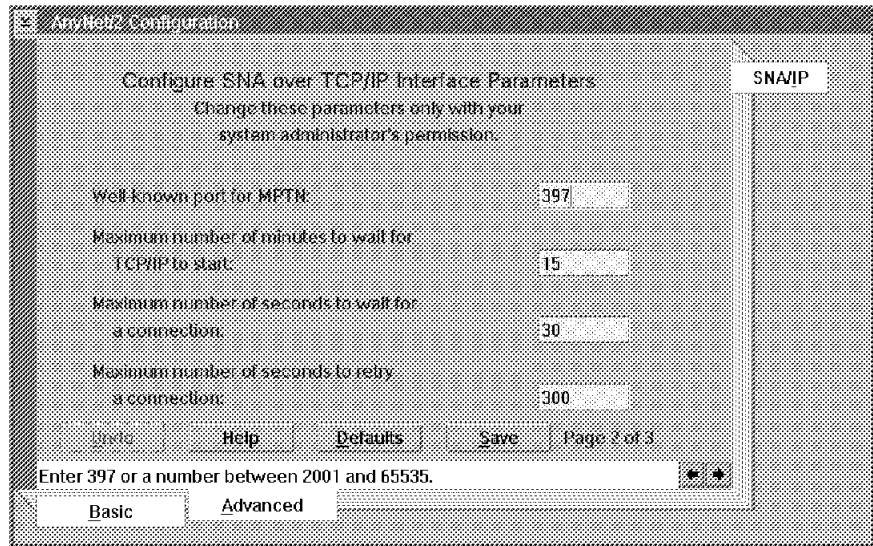 AnyNet/2 Configuration
Configure SNA over TCP/IP Interface Parameters
SNA/IP
Change these parameters only with your
system administrator's permission.
Well-known port for MPTN:
397
Maximum number of minutes to wait for
TCP/IP to start:
15
Maximum number of seconds to wait for
a connection:
30
Maximum number of seconds to retry
a connection:
300
Undo Help Defaults Save Page 2 of 3
Enter 397 or a number between 2001 and 65535.
Basic Advanced